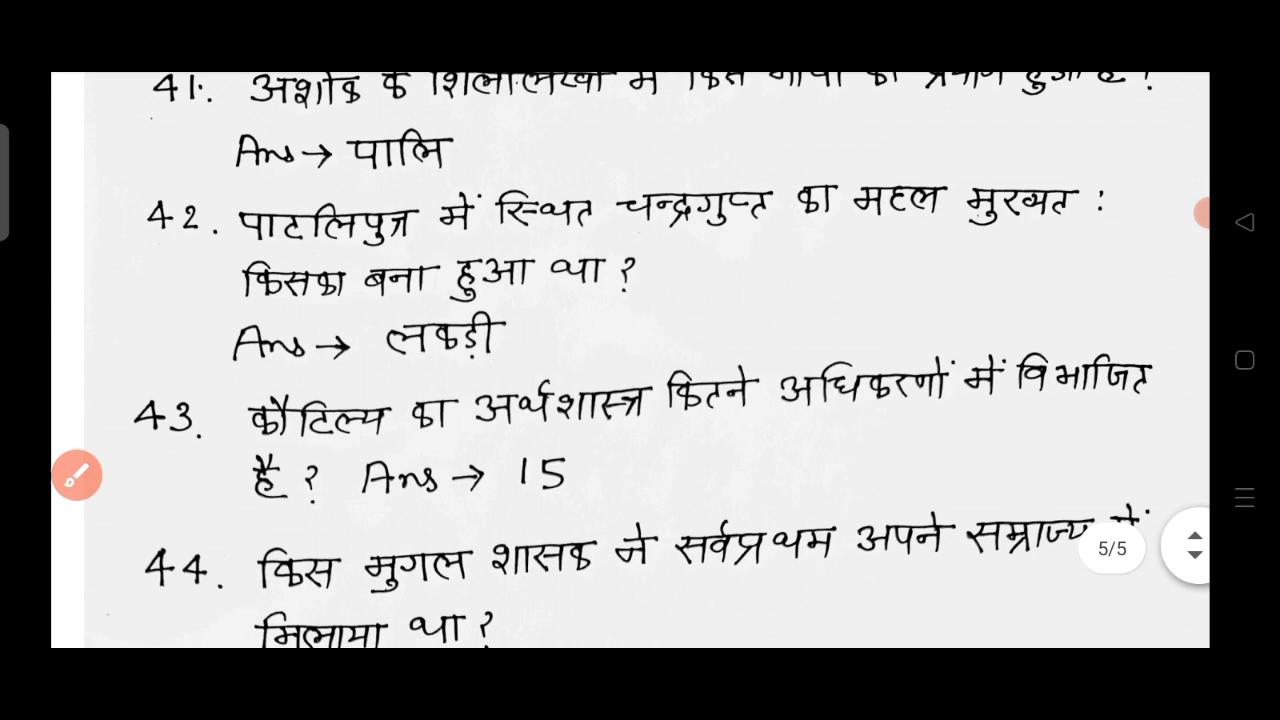 41. अशोक के शिलालेखों में किस भाषा का प्रयोग हुआ है ?
Ans → पालि
42. पाटलिपुत्र में स्थित चन्द्रगुप्त का महल मुख्यत :
किसका बना हुआ था ?
Ans → लकड़ी
43. कौटिल्य का अर्थशास्त्र कितने अधिकरणों में विभाजित
है ? Ans → 15
44. किस मुगल शासक ने सर्वप्रथम अपने सम्राज्य में
मिलाया था ?
5/5